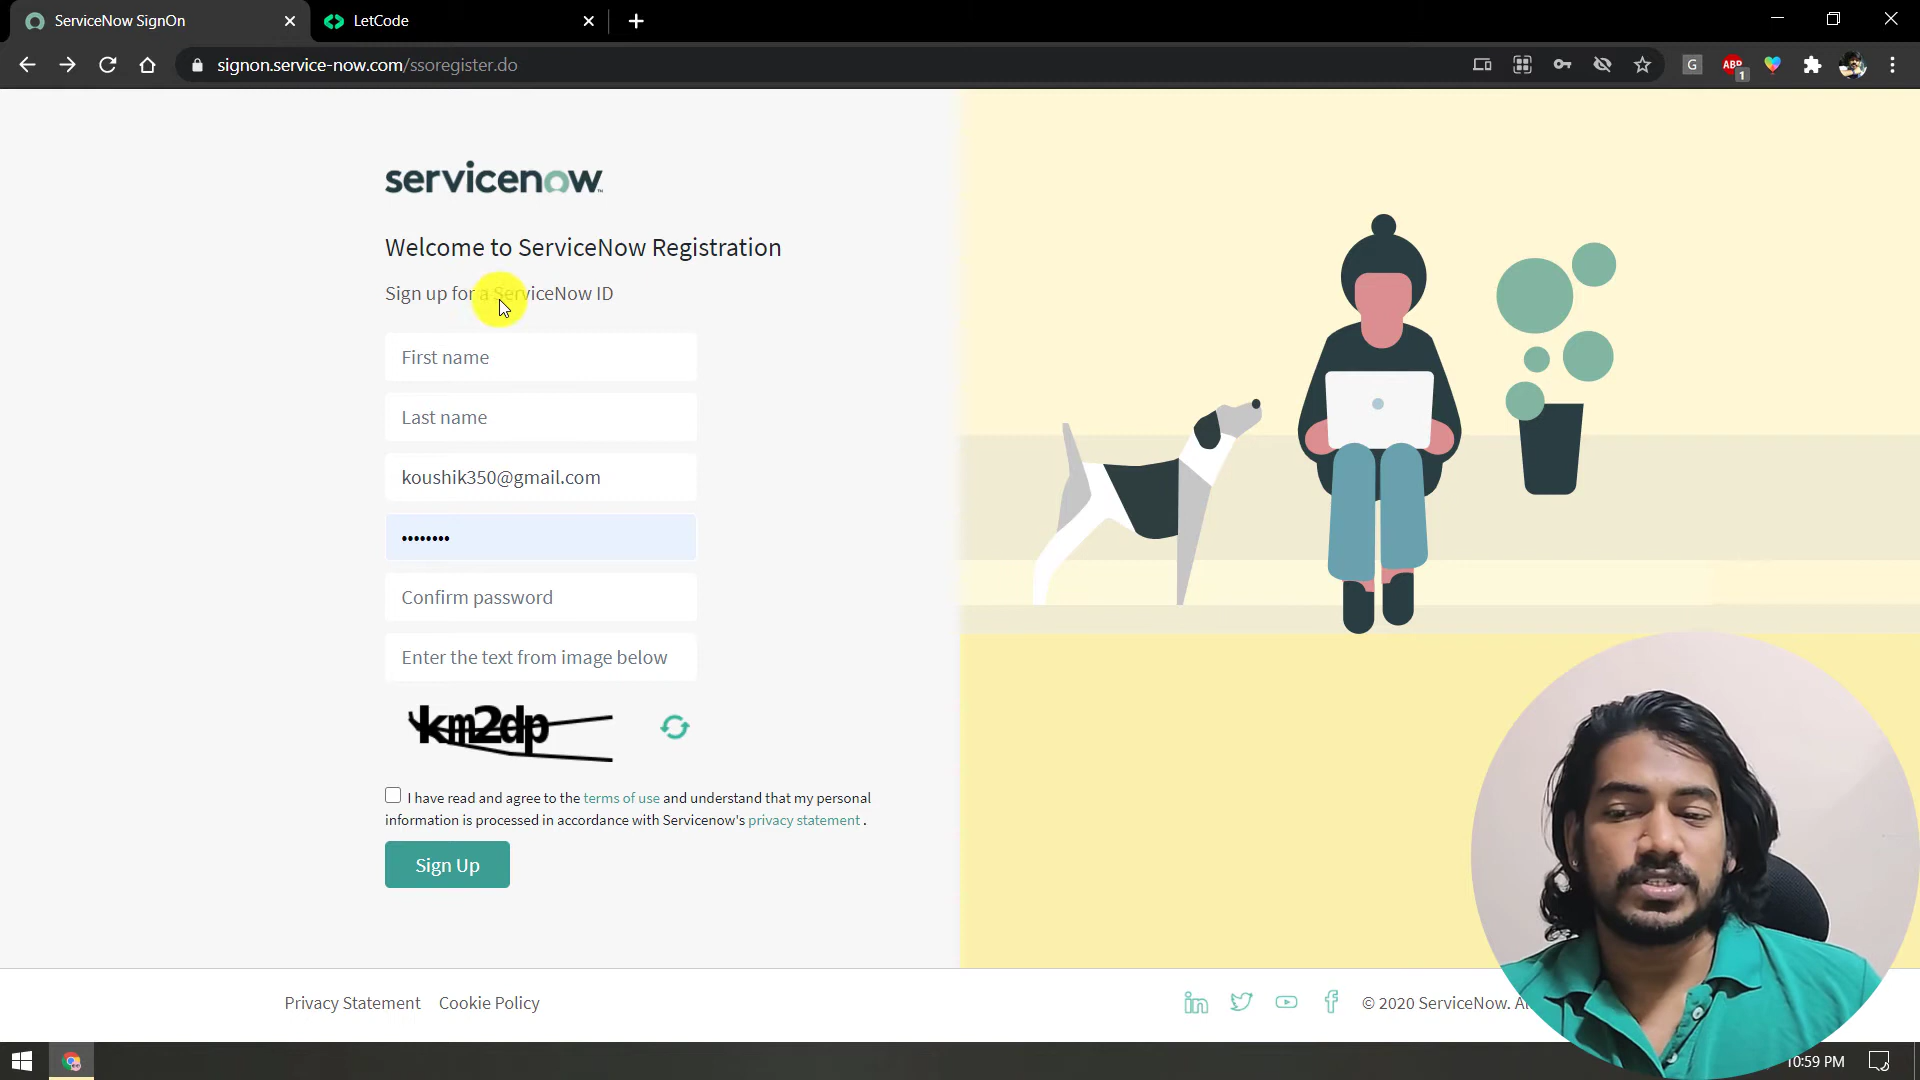 ServiceNow SignOn
LetCode
signon.service-now.com/ssoregister.do
G
ABP
1
servicenow
Welcome to ServiceNow Registration
Sign up for a ServiceNow ID
First name
Last name
koushik350@gmail.com
••••••••
Confirm password
Enter the text from image below
km2dp
I have read and agree to the terms of use and understand that my personal
information is processed in accordance with Servicenow's privacy statement .
Sign Up
Privacy Statement Cookie Policy
© 2020 ServiceNow.
10:59 PM